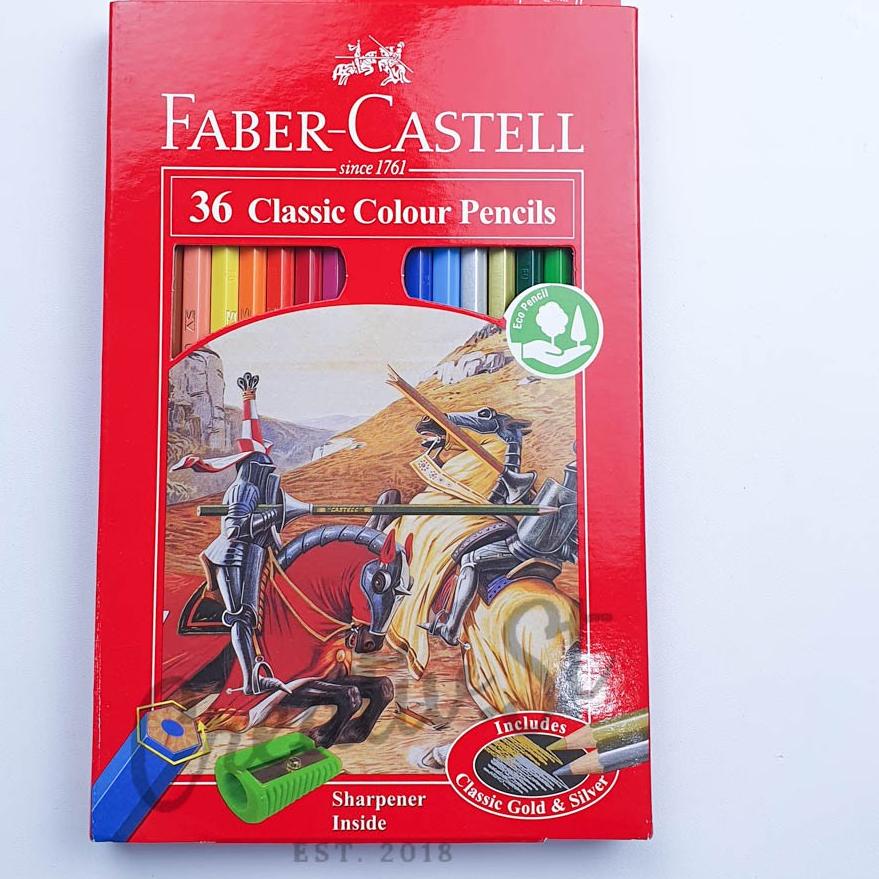 FABER-CASTELL
since 1761
36 Classic Colour Pencils
Eco Pencil
CASTELL
Includes
Classic Gold & Silver
Sharpener
Inside
EST. 2018